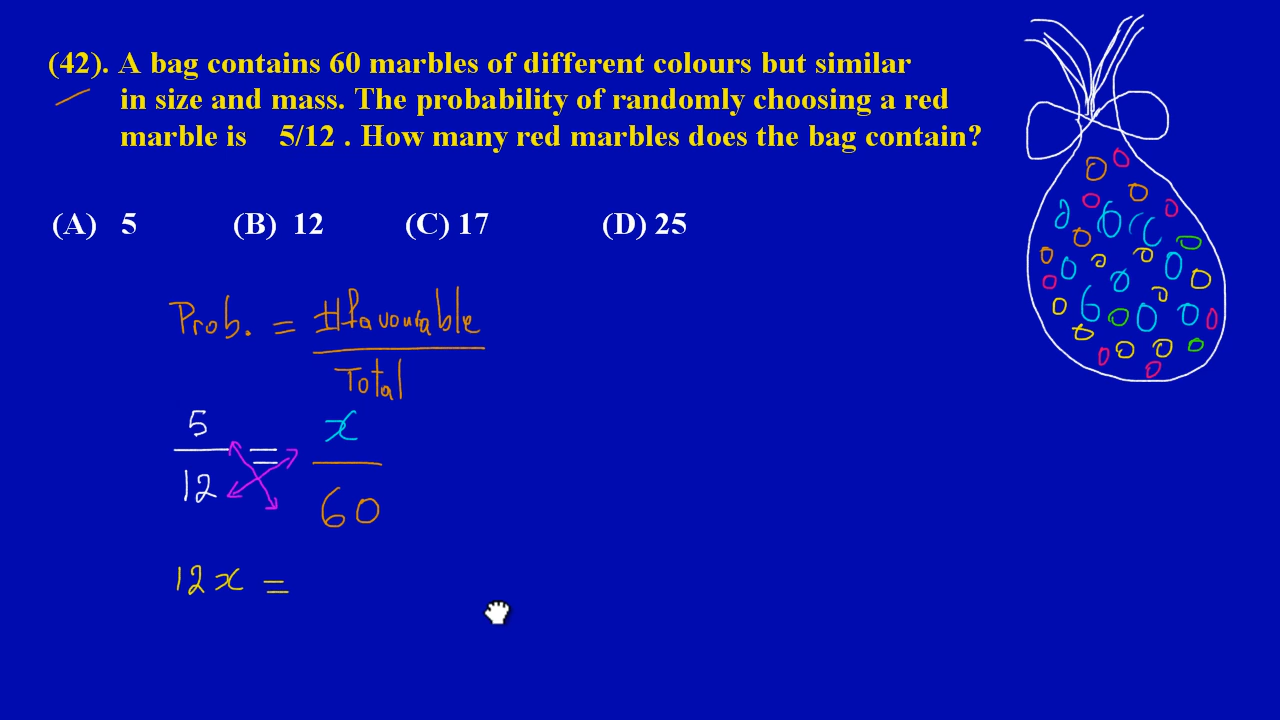 (42). A bag contains 60 marbles of different colours but similar
in size and mass. The probability of randomly choosing a red
marble is 5/12 . How many red marbles does the bag contain?
(A) 5 (B) 12 (C) 17 (D) 25
Prob. = #favourable
Total
5 = x
12 60
12x =